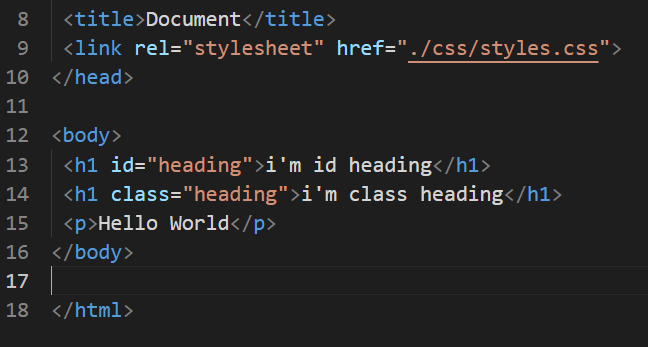 8 <title>Document</title>
9 <link rel="stylesheet" href="./css/styles.css">
10 </head>
11
12 <body>
13 <h1 id="heading">i'm id heading</h1>
14 <h1 class="heading">i'm class heading</h1>
15 <p>Hello World</p>
16 </body>
17
18 </html>